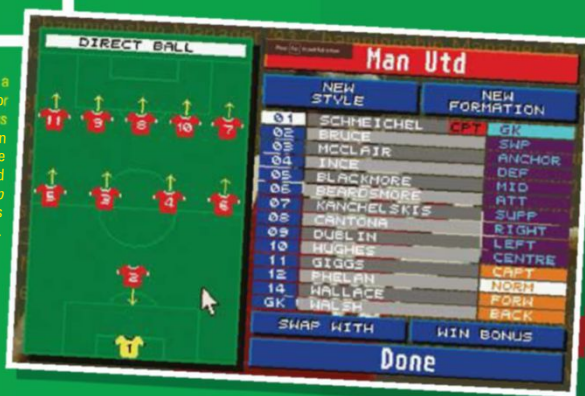 DIRECT BALL
11 9 8 10 7
5 3 4 6
2
1
Man Utd
NEW STYLE
NEW FORMATION
01 SCHMEICHEL CPT GK
02 BRUCE SWP
03 MCCLAIR ANCHOR
04 INCE DEF
05 BLACKMORE MID
06 BEARDSMORE ATT
07 KANCHELSKIS SUPP
08 CANTONA RIGHT
09 DUBLIN LEFT
10 HUGHES CENTRE
11 GIGGS CAPT
12 PHELAN NORM
14 WALLACE FORW
GK WALSH BACK
SWAP WITH
WIN BONUS
Done